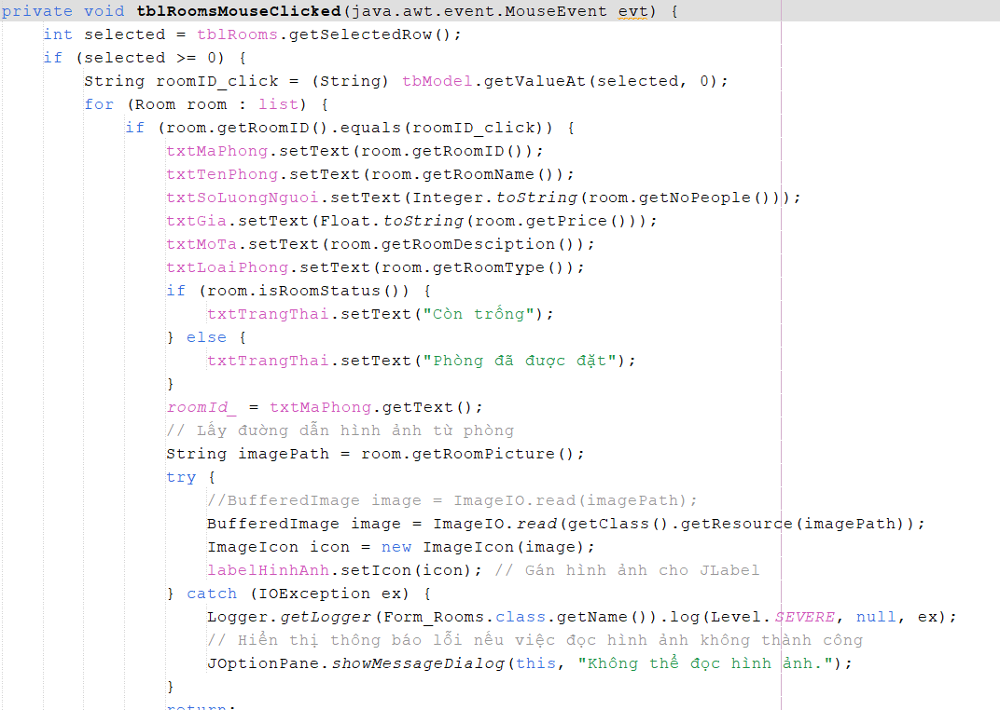 private void tblRoomsMouseClicked(java.awt.event.MouseEvent evt) {
    int selected = tblRooms.getSelectedRow();
    if (selected >= 0) {
        String roomID_click = (String) tbModel.getValueAt(selected, 0);
        for (Room room : list) {
            if (room.getRoomID().equals(roomID_click)) {
                txtMaPhong.setText(room.getRoomID());
                txtTenPhong.setText(room.getRoomName());
                txtSoLuongNguoi.setText(Integer.toString(room.getNoPeople()));
                txtGia.setText(Float.toString(room.getPrice()));
                txtMoTa.setText(room.getRoomDesciption());
                txtLoaiPhong.setText(room.getRoomType());
                if (room.isRoomStatus()) {
                    txtTrangThai.setText("Còn trống");
                } else {
                    txtTrangThai.setText("Phòng đã được đặt");
                }
                roomId_ = txtMaPhong.getText();
                // Lấy đường dẫn hình ảnh từ phòng
                String imagePath = room.getRoomPicture();
                try {
                    //BufferedImage image = ImageIO.read(imagePath);
                    BufferedImage image = ImageIO.read(getClass().getResource(imagePath));
                    ImageIcon icon = new ImageIcon(image);
                    labelHinhAnh.setIcon(icon); // Gán hình ảnh cho JLabel
                } catch (IOException ex) {
                    Logger.getLogger(Form_Rooms.class.getName()).log(Level.SEVERE, null, ex);
                    // Hiển thị thông báo lỗi nếu việc đọc hình ảnh không thành công
                    JOptionPane.showMessageDialog(this, "Không thể đọc hình ảnh.");
                }
                return;